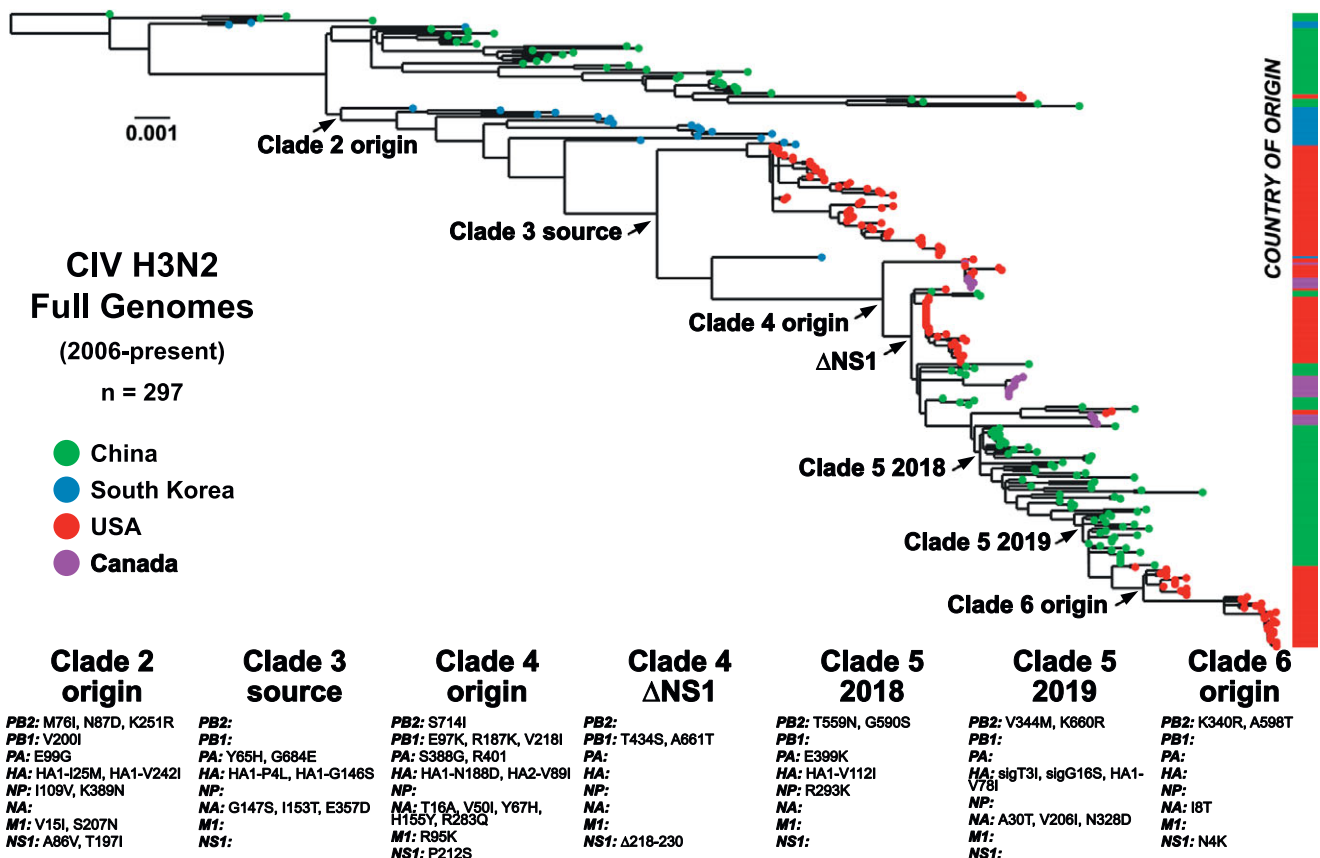 0.001
Clade 2 origin
COUNTRY OF ORIGIN
Clade 3 source
CIV H3N2
Full Genomes
(2006-present)
n = 297
Clade 4 origin
ΔNS1
China
South Korea
USA
Canada
Clade 5 2018
Clade 5 2019
Clade 6 origin
Clade 2
origin
PB2: M76I, N87D, K251R
PB1: V200I
PA: E99G
HA: HA1-I25M, HA1-V242I
NP: I109V, K389N
NA:
M1: V15I, S207N
NS1: A86V, T197I
Clade 3
source
PB2:
PB1:
PA: Y65H, G684E
HA: HA1-P4L, HA1-G146S
NP:
NA: G147S, I153T, E357D
M1:
NS1:
Clade 4
origin
PB2: S714I
PB1: E97K, R187K, V218I
PA: S388G, R401
HA: HA1-N188D, HA2-V89I
NP:
NA: T16A, V50I, Y67H,
H155Y, R283Q
M1: R95K
NS1: P212S
Clade 4
ΔNS1
PB2:
PB1: T434S, A661T
PA:
HA:
NP:
NA:
M1:
NS1: Δ218-230
Clade 5
2018
PB2: T559N, G590S
PB1:
PA: E399K
HA: HA1-V112I
NP: R293K
NA:
M1:
NS1:
Clade 5
2019
PB2: V344M, K660R
PB1:
PA:
HA: sigT3I, sigG16S, HA1-
V78I
NP:
NA: A30T, V206I, N328D
M1:
NS1:
Clade 6
origin
PB2: K340R, A598T
PB1:
PA:
HA:
NP:
NA: I8T
M1:
NS1: N4K